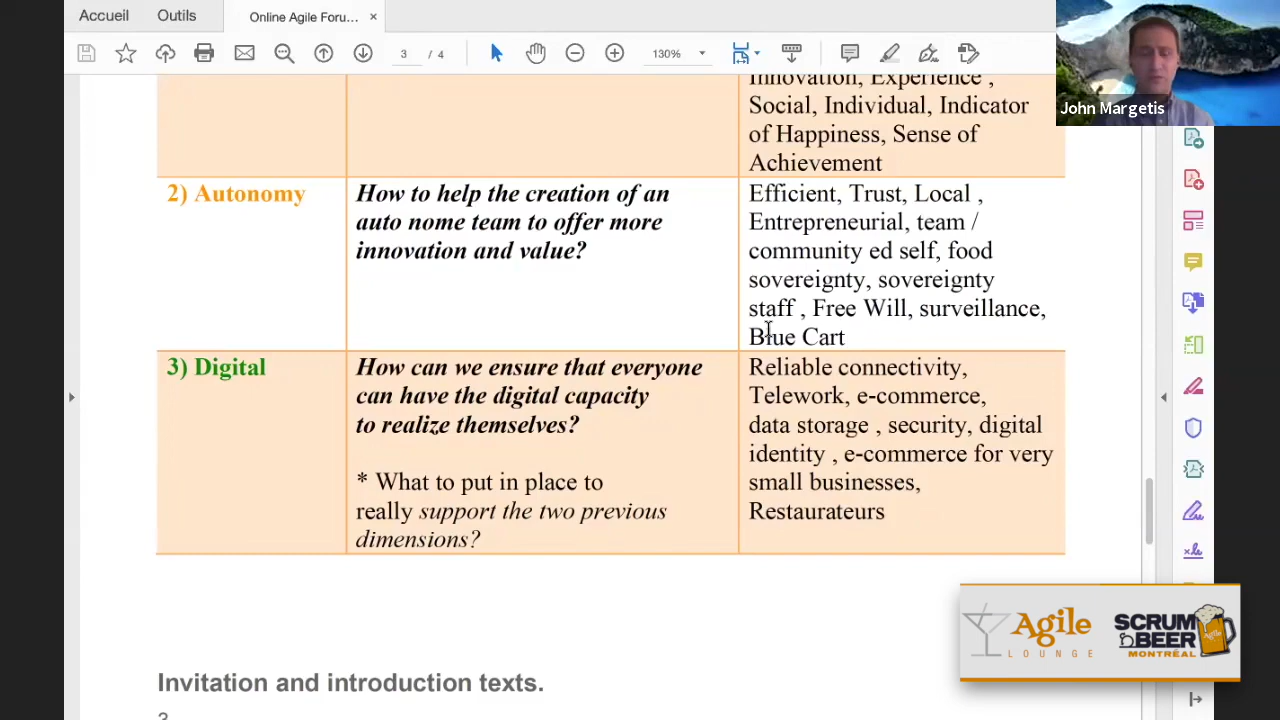 Accueil
Outils
Online Agile Foru...
×
3 / 4
130%
John Margetis
Innovation, Experience ,
Social, Individual, Indicator
of Happiness, Sense of
Achievement
2) Autonomy
How to help the creation of an
auto nome team to offer more
innovation and value?
Efficient, Trust, Local ,
Entrepreneurial, team /
community ed self, food
sovereignty, sovereignty
staff , Free Will, surveillance,
Blue Cart
3) Digital
How can we ensure that everyone
can have the digital capacity
to realize themselves?
* What to put in place to
really support the two previous
dimensions?
Reliable connectivity,
Telework, e-commerce,
data storage , security, digital
identity , e-commerce for very
small businesses,
Restaurateurs
Agile
LOUNGE
SCRUM
BEER
Agile
MONTRÉAL
Invitation and introduction texts.
3